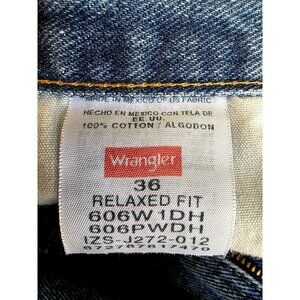 MADE IN MEXICO OF US FABRIC
HECHO EN MEXICO CON TELA DE
EE. UU.
100% COTTON / ALGODON
Wrangler
36
RELAXED FIT
606W1DH
606PWDH
IZS-J272-012